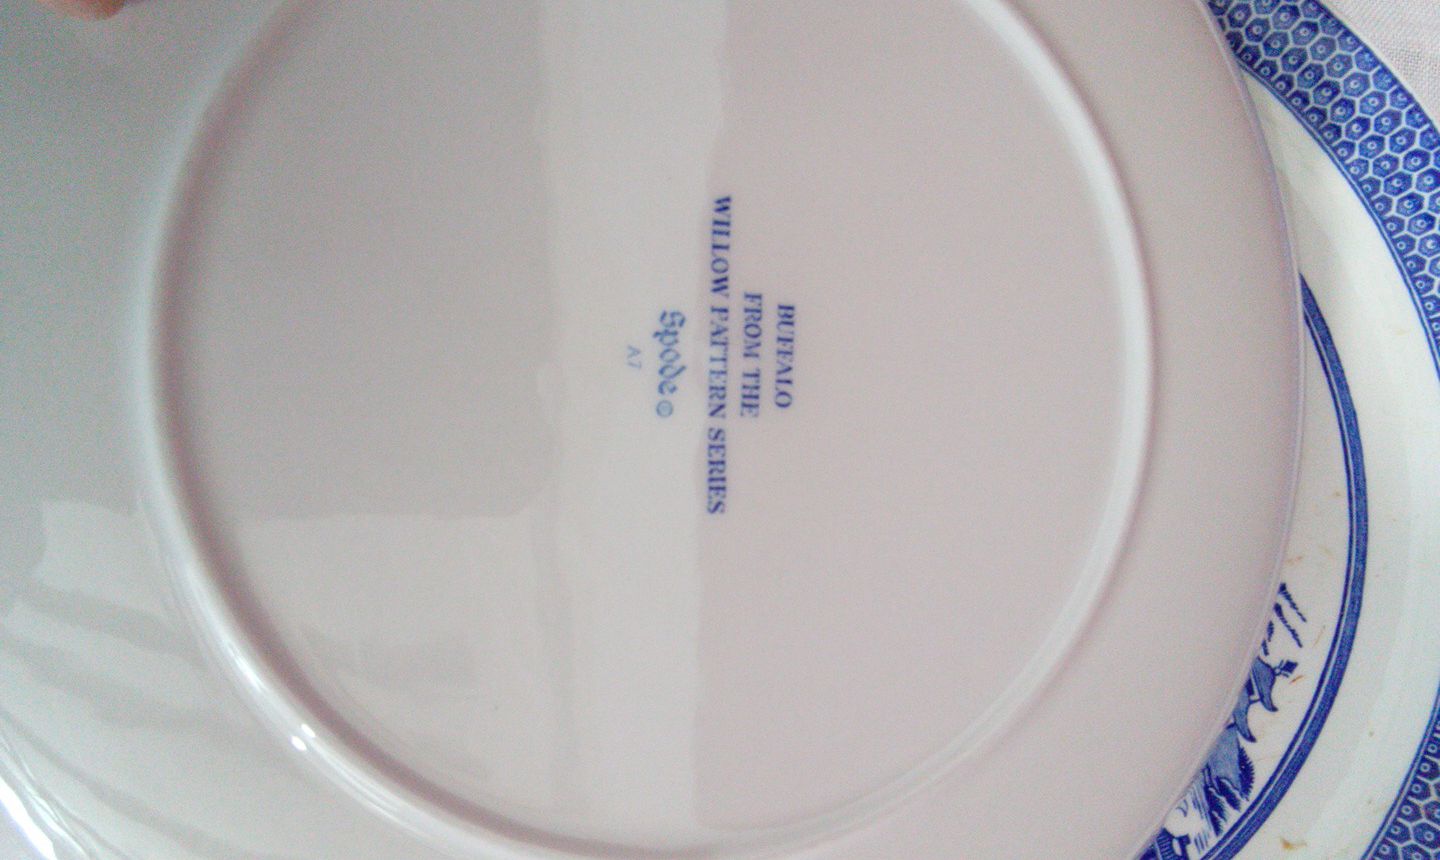 BUFFALO
FROM THE
WILLOW PATTERN SERIES
Spode ©
A7